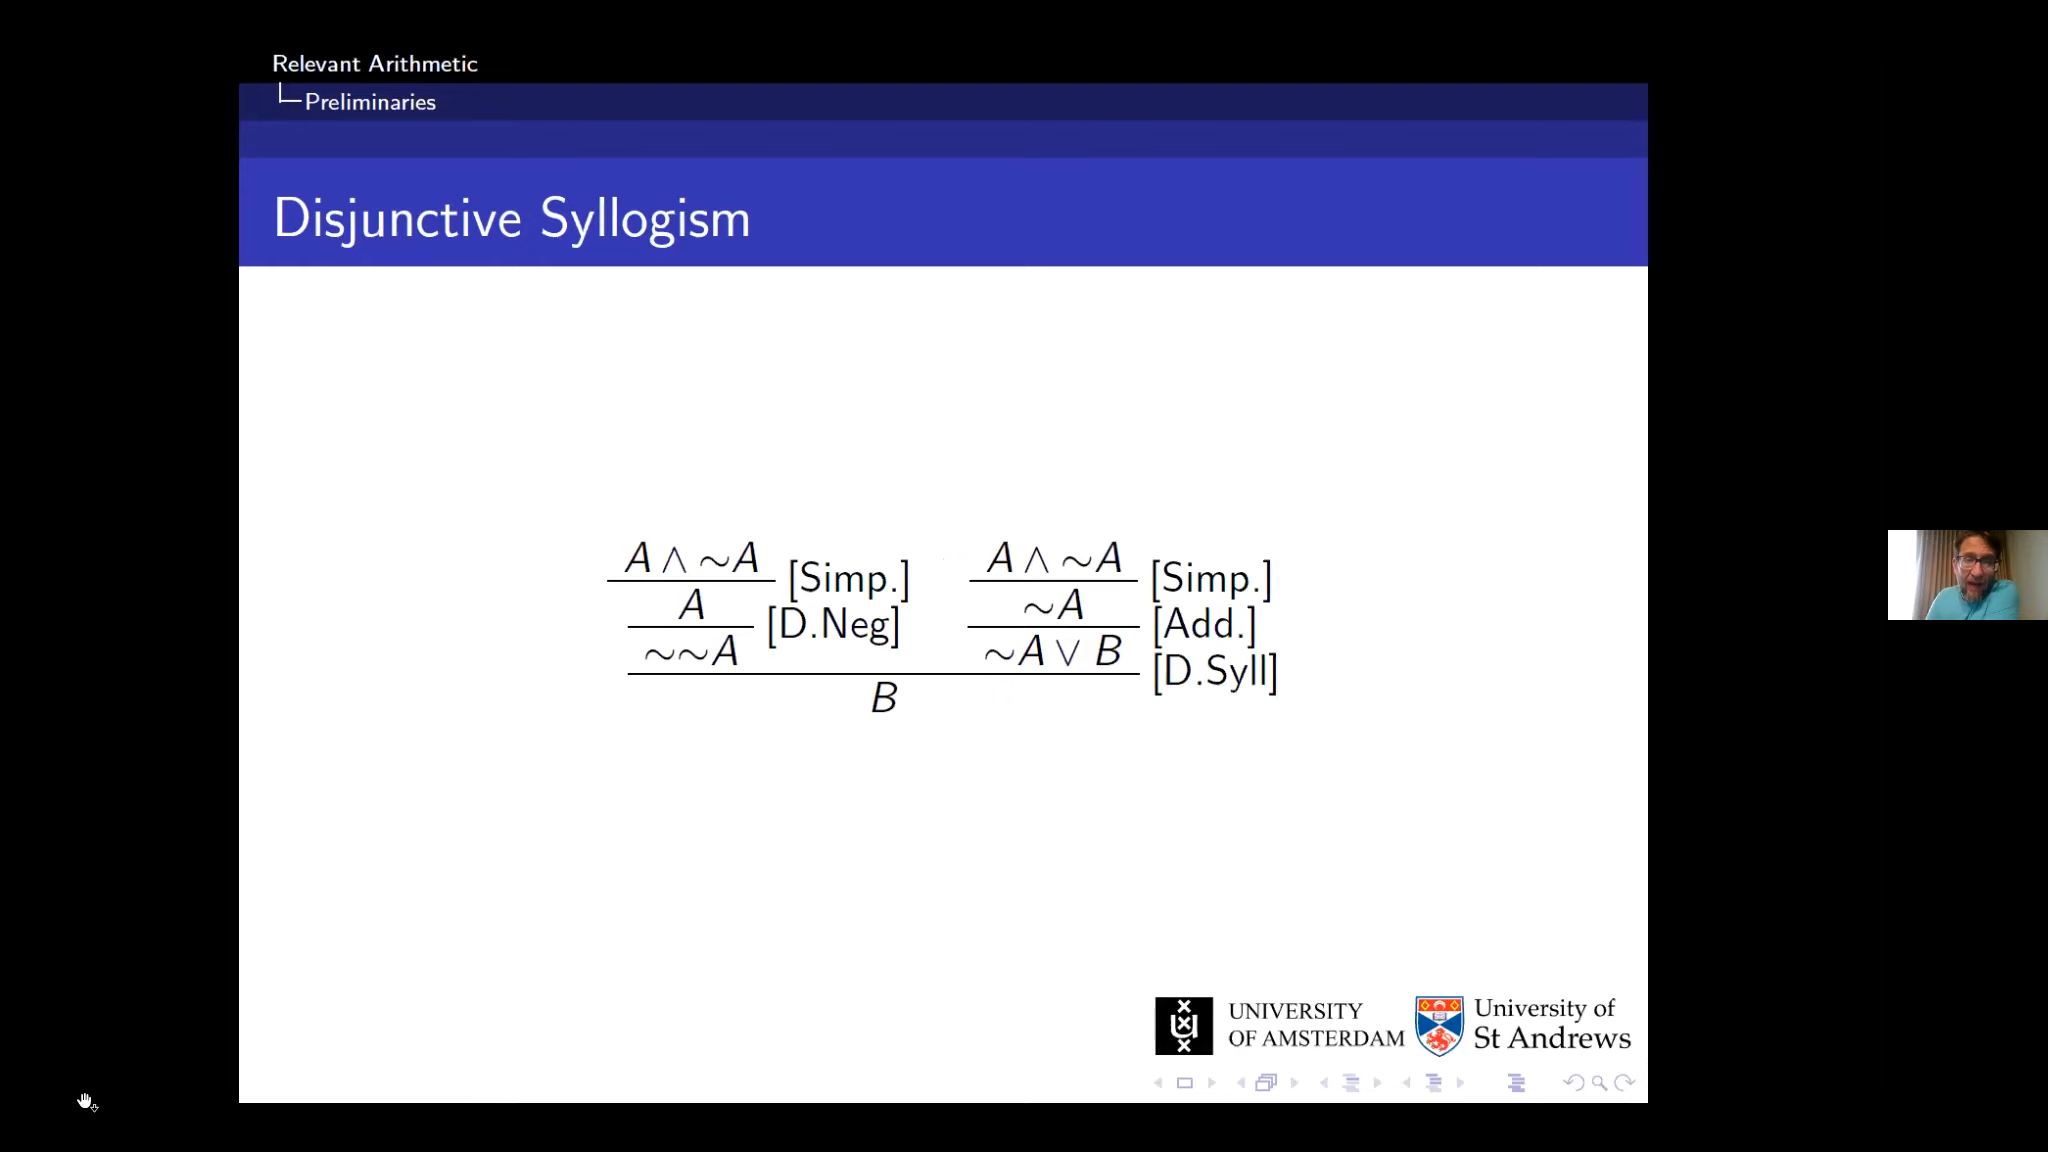 Relevant Arithmetic
Preliminaries
Disjunctive Syllogism
A ∧ ∼A [Simp.] A ∧ ∼A [Simp.]
A [D.Neg] ∼A [Add.]
∼∼A ∼A ∨ B [D.Syll]
B
UNIVERSITY
OF AMSTERDAM
University of
St Andrews